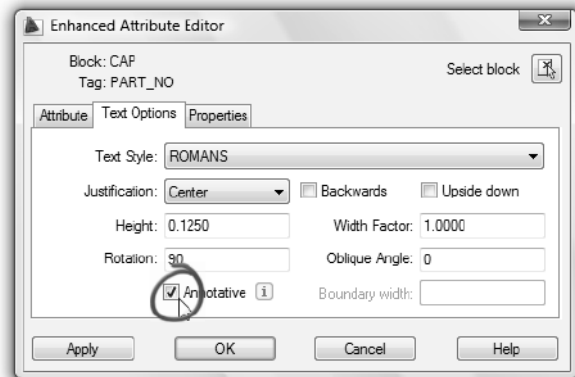 Enhanced Attribute Editor
Block: CAP
Tag: PART_NO
Select block
Attribute Text Options Properties
Text Style: ROMANS
Justification: Center Backwards Upside down
Height: 0.1250 Width Factor: 1.0000
Rotation: 90 Oblique Angle: 0
Annotative i Boundary width:
Apply OK Cancel Help